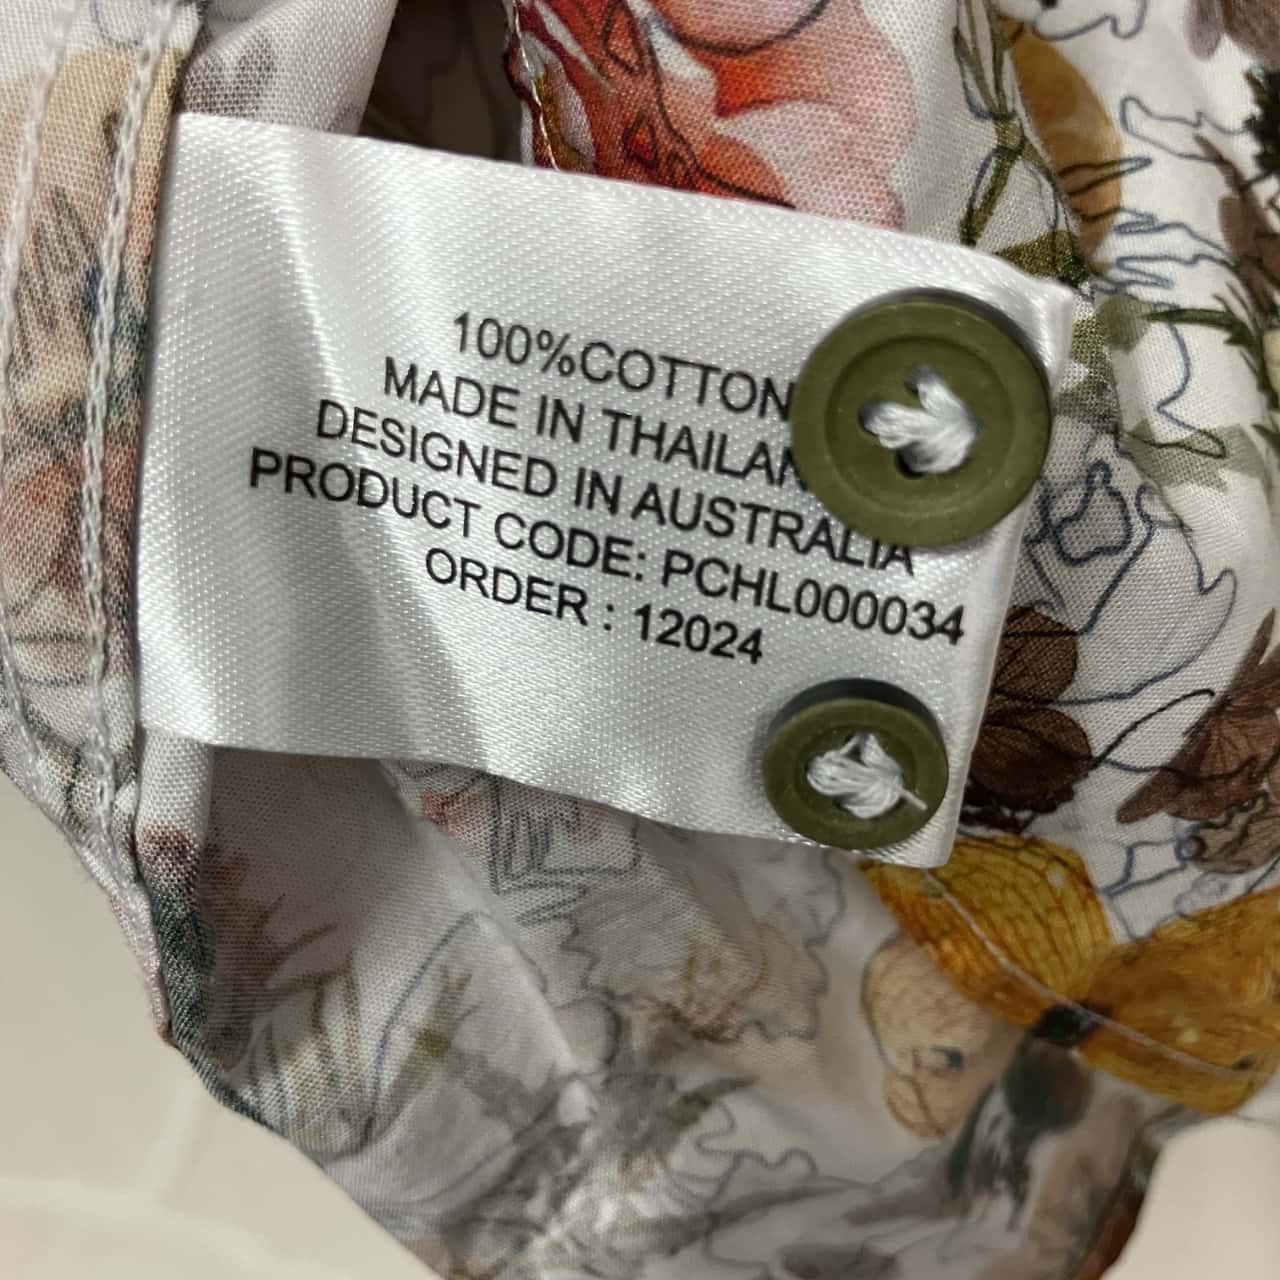 100%COTTON
MADE IN THAILAN
DESIGNED IN AUSTRALIA
PRODUCT CODE: PCHL000034
ORDER : 12024